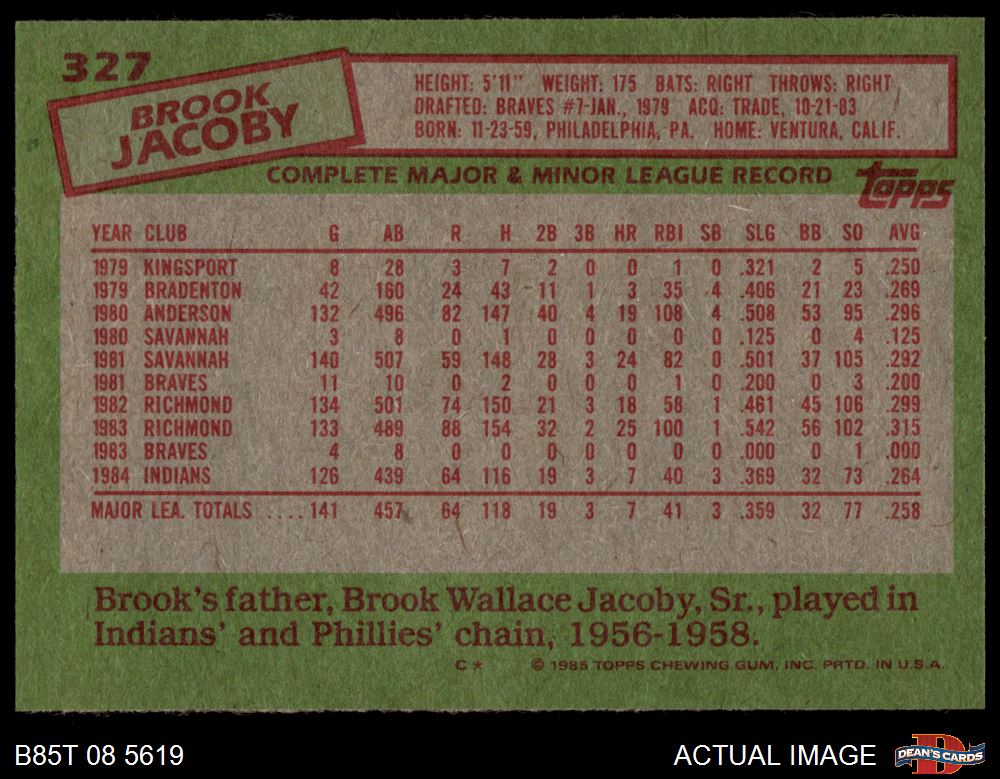 327
BROOK
JACOBY
HEIGHT: 5'11" WEIGHT: 175 BATS: RIGHT THROWS: RIGHT
DRAFTED: BRAVES #7-JAN., 1979 ACQ: TRADE, 10-21-83
BORN: 11-23-59, PHILADELPHIA, PA. HOME: VENTURA, CALIF.
COMPLETE MAJOR & MINOR LEAGUE RECORD
TOPPS
YEAR CLUB G AB R H 2B 3B HR RBI SB SLG BB SO AVG
1979 KINGSPORT 8 28 3 7 2 0 0 1 0 .321 2 5 .250
1979 BRADENTON 42 160 24 43 11 1 3 35 4 .406 21 23 .269
1980 ANDERSON 132 496 82 147 40 4 19 108 4 .508 53 95 .296
1980 SAVANNAH 3 8 0 1 0 0 0 0 0 .125 0 4 .125
1981 SAVANNAH 140 507 59 148 28 3 24 82 0 .501 37 105 .292
1981 BRAVES 11 10 0 2 0 0 0 1 0 .200 0 3 .200
1982 RICHMOND 134 501 74 150 21 3 18 58 1 .461 45 106 .299
1983 RICHMOND 133 489 88 154 32 2 25 100 1 .542 56 102 .315
1983 BRAVES 4 8 0 0 0 0 0 0 0 .000 0 1 .000
1984 INDIANS 126 439 64 116 19 3 7 40 3 .369 32 73 .264
MAJOR LEA. TOTALS .... 141 457 64 118 19 3 7 41 3 .359 32 77 .258
Brook's father, Brook Wallace Jacoby, Sr., played in
Indians' and Phillies' chain, 1956-1958.
C* © 1985 TOPPS CHEWING GUM, INC. PRTD. IN U.S.A.
B85T 08 5619
ACTUAL IMAGE
D
DEAN'S CARDS